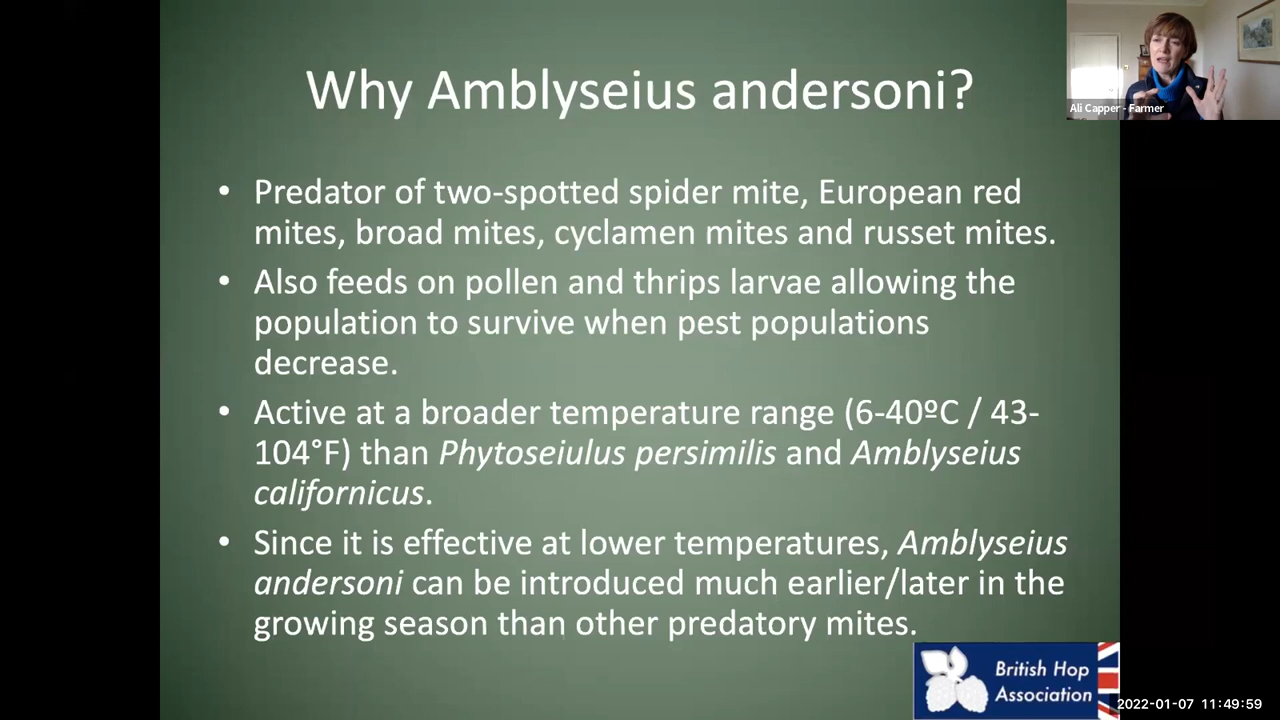 Why Amblyseius andersoni?
Ali Capper - Farmer
• Predator of two-spotted spider mite, European red
mites, broad mites, cyclamen mites and russet mites.
• Also feeds on pollen and thrips larvae allowing the
population to survive when pest populations
decrease.
• Active at a broader temperature range (6-40ºC / 43-
104°F) than Phytoseiulus persimilis and Amblyseius
californicus.
• Since it is effective at lower temperatures, Amblyseius
andersoni can be introduced much earlier/later in the
growing season than other predatory mites.
British Hop
Association
2022-01-07 11:49:59